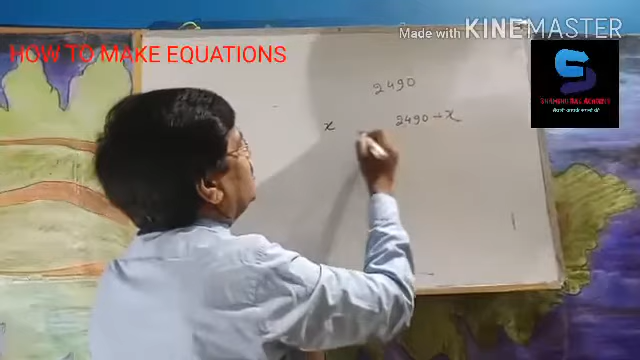 Made with KINEMASTER
HOW TO MAKE EQUATIONS
2490
x 2490 - x